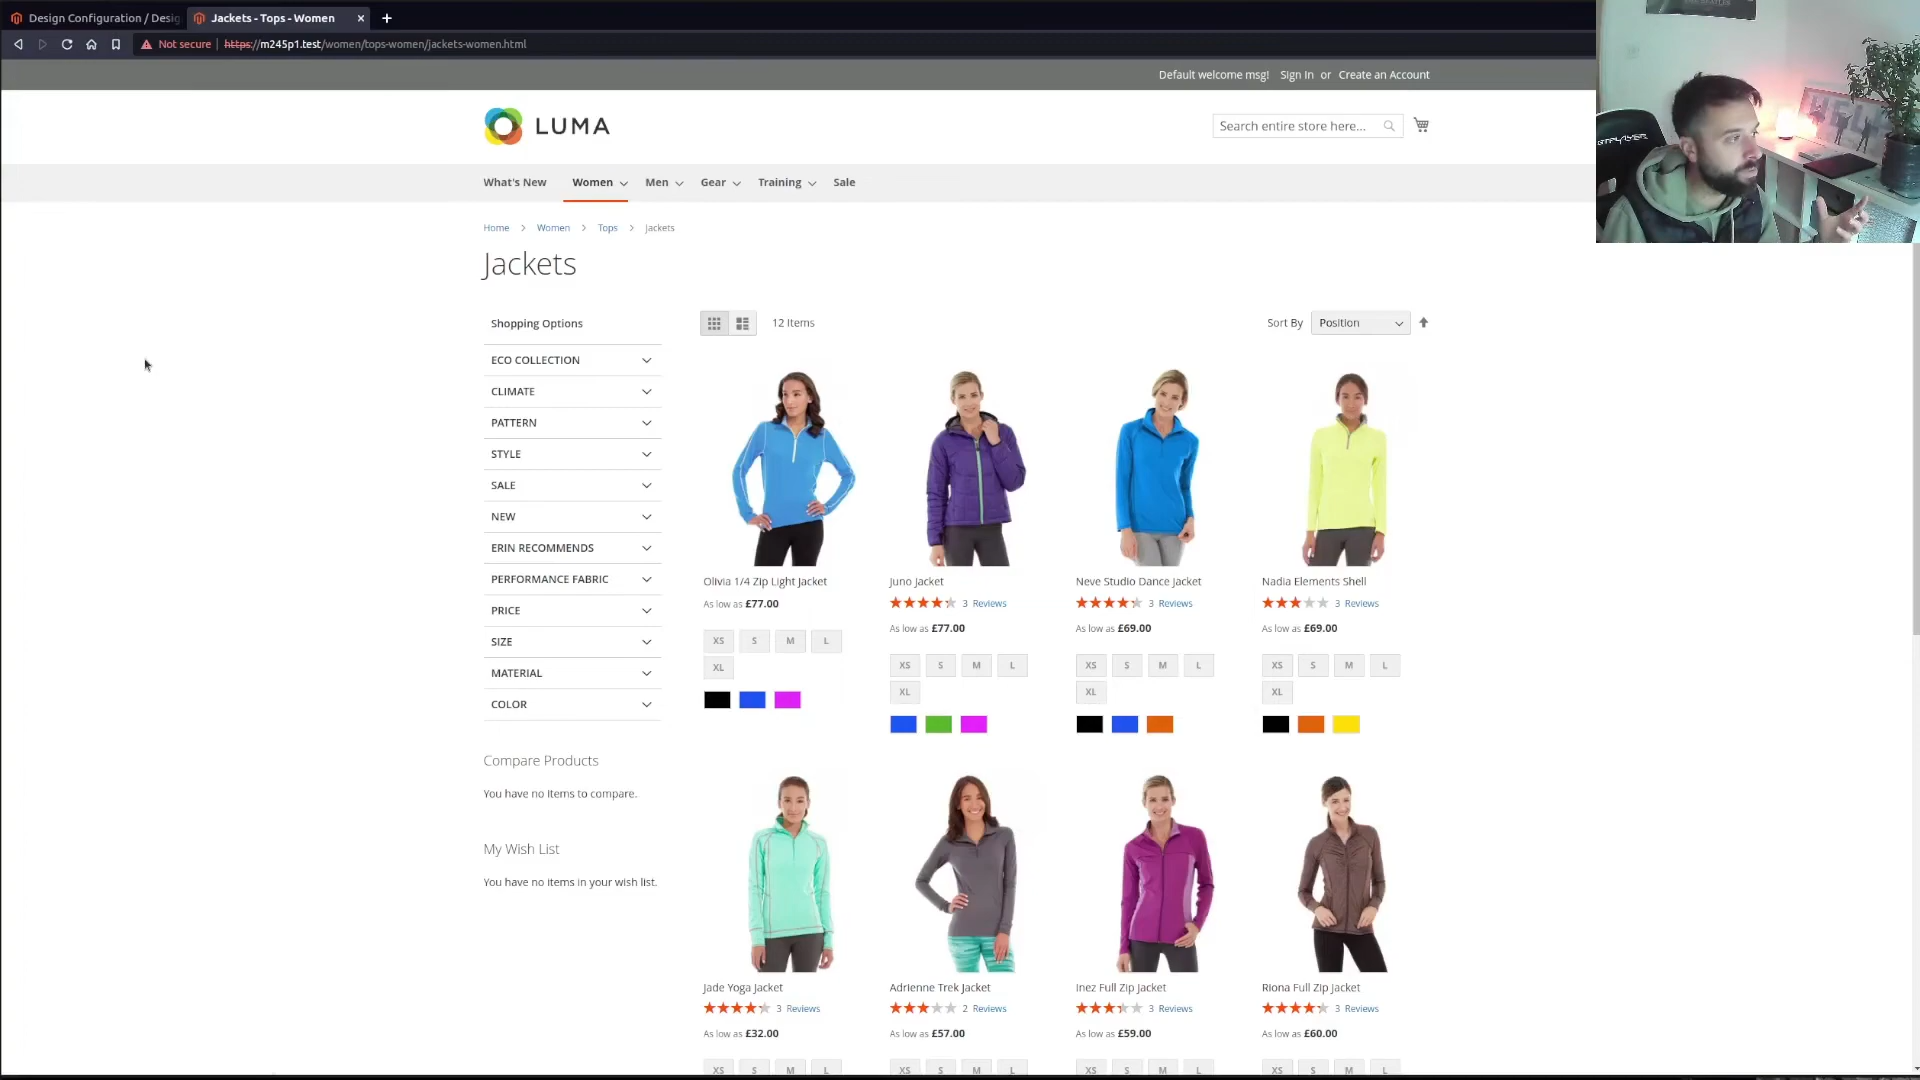 Design Configuration / Desig
Jackets - Tops - Women
Not secure | https://m245p1.test/women/tops-women/jackets-women.html
Default welcome msg! Sign In or Create an Account
LUMA
Search entire store here...
What's New Women Men Gear Training Sale
Home > Women > Tops > Jackets
Jackets
Shopping Options
12 Items
Sort By Position
ECO COLLECTION
CLIMATE
PATTERN
STYLE
SALE
NEW
ERIN RECOMMENDS
PERFORMANCE FABRIC
PRICE
SIZE
MATERIAL
COLOR
Compare Products
You have no items to compare.
My Wish List
You have no items in your wish list.
Olivia 1/4 Zip Light Jacket
As low as £77.00
XS S M L
XL
Juno Jacket
3 Reviews
As low as £77.00
XS S M L
XL
Neve Studio Dance Jacket
3 Reviews
As low as £69.00
XS S M L
XL
Nadia Elements Shell
3 Reviews
As low as £69.00
XS S M L
XL
Jade Yoga Jacket
3 Reviews
As low as £32.00
XS S M L
Adrienne Trek Jacket
2 Reviews
As low as £57.00
XS S M L
Inez Full Zip Jacket
3 Reviews
As low as £59.00
XS S M L
Riona Full Zip Jacket
3 Reviews
As low as £60.00
XS S M L